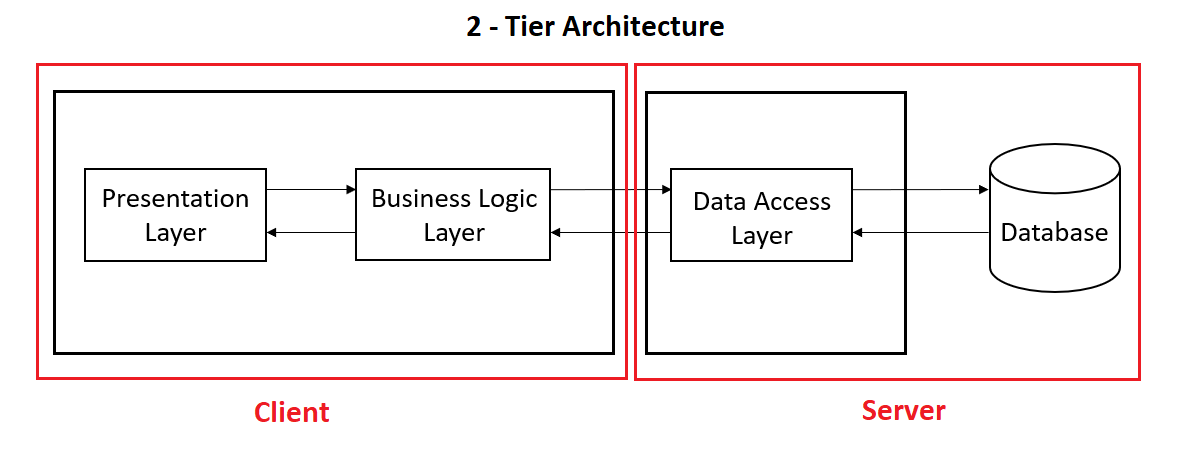 2 - Tier Architecture
Presentation
Layer
Business Logic
Layer
Data Access
Layer
Database
Client
Server